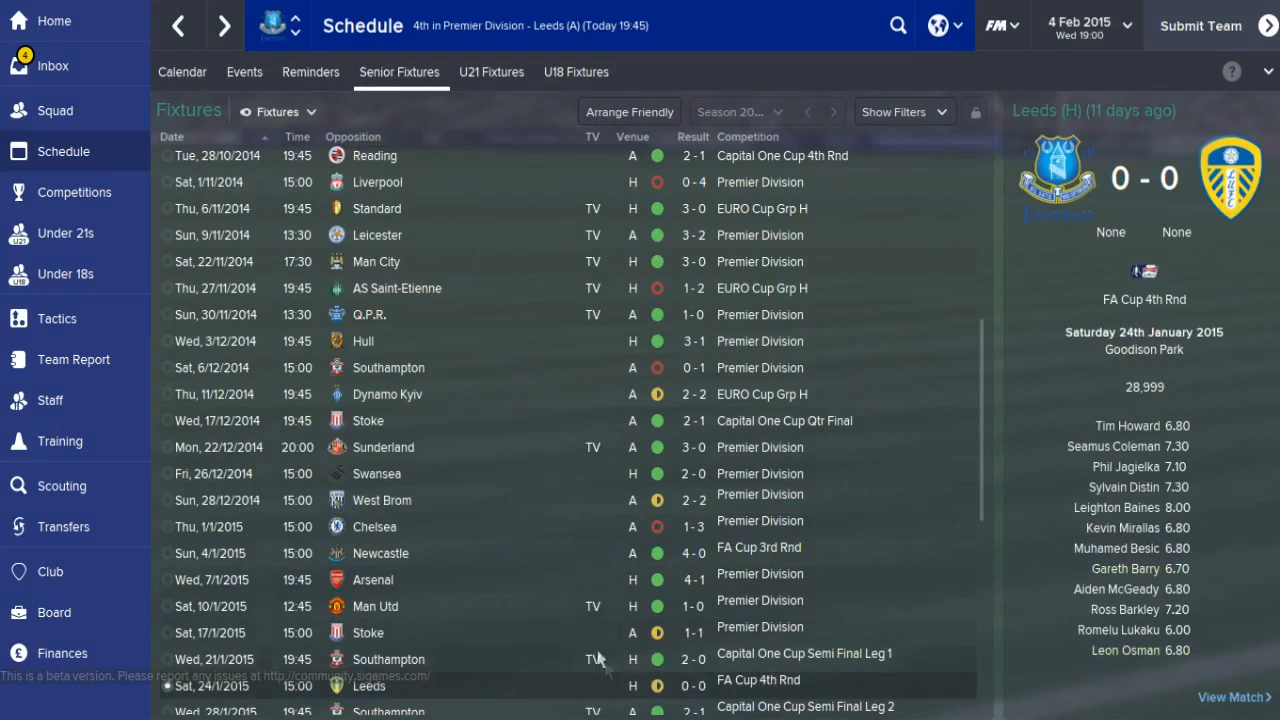 Home
4
Inbox
Squad
Schedule
Competitions
U21
Under 21s
U18
Under 18s
Tactics
Team Report
Staff
Training
Scouting
Transfers
Club
Board
Finances
This is a beta version. Please report any issues at http://community.sigames.com/
Schedule 4th in Premier Division - Leeds (A) (Today 19:45)
FM
4 Feb 2015
Wed 19:00
Submit Team
Calendar Events Reminders Senior Fixtures U21 Fixtures U18 Fixtures ?
Fixtures Fixtures Arrange Friendly Season 20... Show Filters
Date Time Opposition TV Venue Result Competition
Tue, 28/10/2014 19:45 Reading A 2 - 1 Capital One Cup 4th Rnd
Sat, 1/11/2014 15:00 Liverpool H 0 - 4 Premier Division
Thu, 6/11/2014 19:45 Standard TV H 3 - 0 EURO Cup Grp H
Sun, 9/11/2014 13:30 Leicester TV A 3 - 2 Premier Division
Sat, 22/11/2014 17:30 Man City TV H 3 - 0 Premier Division
Thu, 27/11/2014 19:45 AS Saint-Etienne TV H 1 - 2 EURO Cup Grp H
Sun, 30/11/2014 13:30 Q.P.R. TV A 1 - 0 Premier Division
Wed, 3/12/2014 19:45 Hull H 3 - 1 Premier Division
Sat, 6/12/2014 15:00 Southampton A 0 - 1 Premier Division
Thu, 11/12/2014 19:45 Dynamo Kyiv A 2 - 2 EURO Cup Grp H
Wed, 17/12/2014 19:45 Stoke A 2 - 1 Capital One Cup Qtr Final
Mon, 22/12/2014 20:00 Sunderland TV A 3 - 0 Premier Division
Fri, 26/12/2014 15:00 Swansea H 2 - 0 Premier Division
Sun, 28/12/2014 15:00 West Brom A 2 - 2 Premier Division
Thu, 1/1/2015 15:00 Chelsea A 1 - 3 Premier Division
Sun, 4/1/2015 15:00 Newcastle A 4 - 0 FA Cup 3rd Rnd
Wed, 7/1/2015 19:45 Arsenal H 4 - 1 Premier Division
Sat, 10/1/2015 12:45 Man Utd TV H 1 - 0 Premier Division
Sat, 17/1/2015 15:00 Stoke A 1 - 1 Premier Division
Wed, 21/1/2015 19:45 Southampton TV H 2 - 0 Capital One Cup Semi Final Leg 1
Sat, 24/1/2015 15:00 Leeds H 0 - 0 FA Cup 4th Rnd
Wed, 28/1/2015 19:45 Southampton TV A 2 - 1 Capital One Cup Semi Final Leg 2
Leeds (H) (11 days ago)
Everton
0 - 0
LUFC
None None
FA Cup 4th Rnd
Saturday 24th January 2015
Goodison Park
28,999
Tim Howard 6.80
Seamus Coleman 7.30
Phil Jagielka 7.10
Sylvain Distin 7.30
Leighton Baines 8.00
Kevin Mirallas 6.80
Muhamed Besic 6.80
Gareth Barry 6.70
Aiden McGeady 6.80
Ross Barkley 7.20
Romelu Lukaku 6.00
Leon Osman 6.80
View Match>